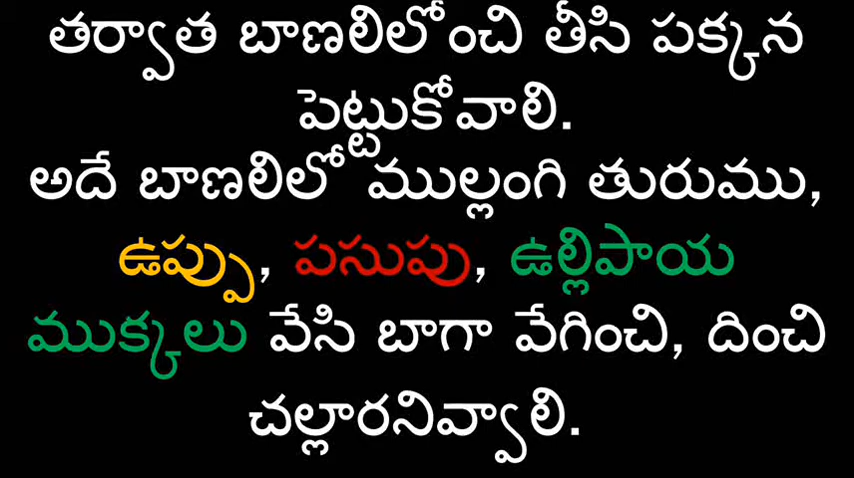 తర్వాత బాణలిలోంచి తీసి పక్కన
పెట్టుకోవాలి.
అదే బాణలిలో ముల్లంగి తురుము,
ఉప్పు, పసుపు, ఉల్లిపాయ
ముక్కలు వేసి బాగా వేగించి, దించి
చల్లారనివ్వాలి.